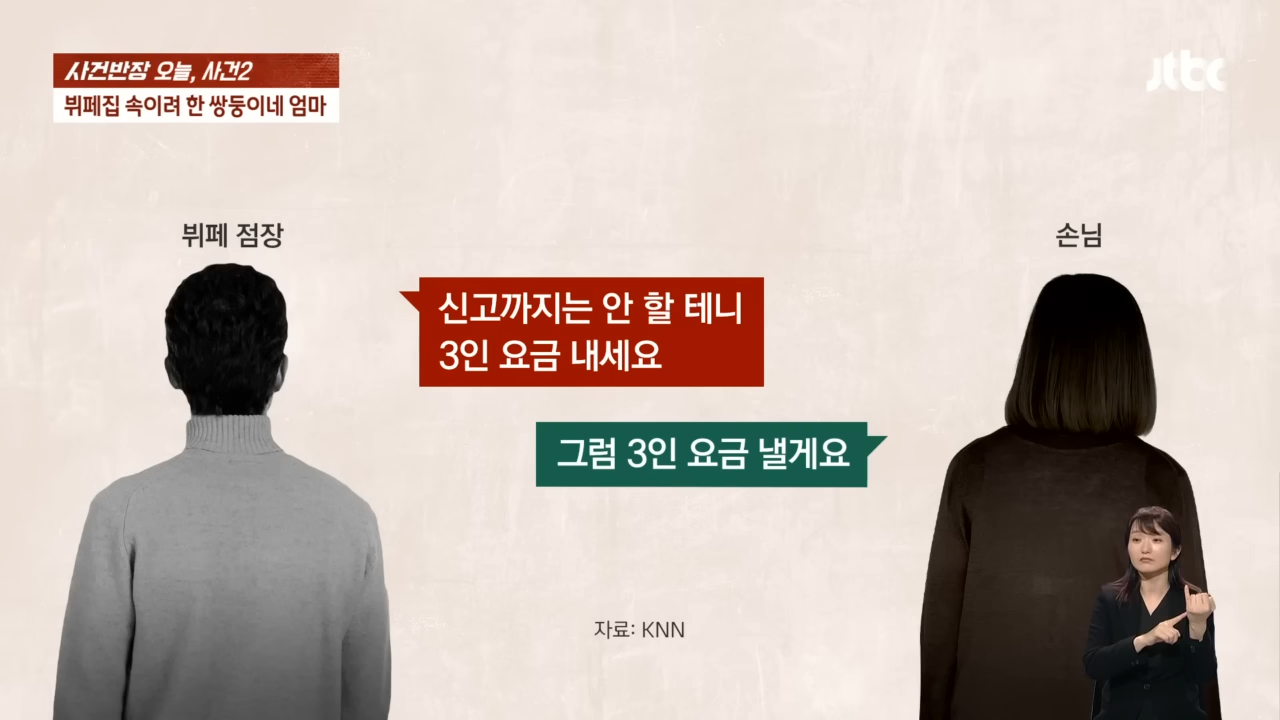 사건반장 오늘, 사건2
뷔페집 속이려 한 쌍둥이네 엄마
jtbc
뷔페 점장
손님
신고까지는 안 할 테니
3인 요금 내세요
그럼 3인 요금 낼게요
자료: KNN